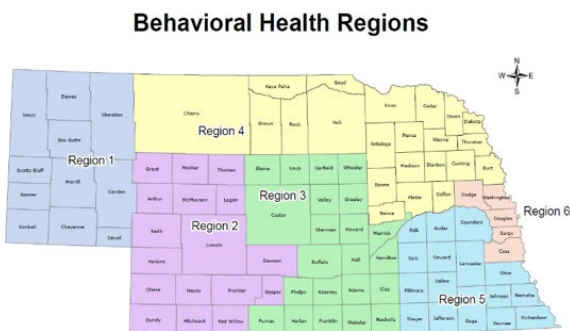 Behavioral Health Regions
N
W E
S
Sioux Dawes Sheridan Cherry Keya Paha Boyd Knox Cedar Dixon Dakota
Box Butte Brown Rock Holt Antelope Pierce Wayne Thurston
Region 4
Region 1
Scotts Bluff Morrill Garden Grant Hooker Thomas Blaine Loup Garfield Wheeler Boone Madison Stanton Cuming Burt
Banner Arthur McPherson Logan Custer Valley Greeley Nance Platte Colfax Dodge Washington
Region 3
Region 6
Kimball Cheyenne Deuel Keith Lincoln Sherman Howard Merrick Polk Butler Saunders Douglas
Region 2
Sarpy
Perkins Dawson Buffalo Hall Hamilton York Seward Lancaster Cass
Otoe
Chase Hayes Frontier Gosper Phelps Kearney Adams Clay Fillmore Saline Johnson Nemaha
Region 5
Dundy Hitchcock Red Willow Furnas Harlan Franklin Webster Nuckolls Thayer Jefferson Gage Pawnee Richardson